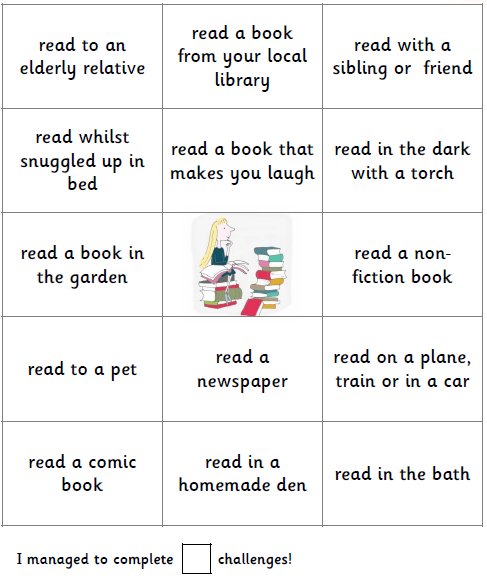 read to an
elderly relative
read a book
from your local
library
read with a
sibling or friend
read whilst
snuggled up in
bed
read a book that
makes you laugh
read in the dark
with a torch
read a book in
the garden
read a non-
fiction book
read to a pet
read a
newspaper
read on a plane,
train or in a car
read a comic
book
read in a
homemade den
read in the bath
I managed to complete challenges!